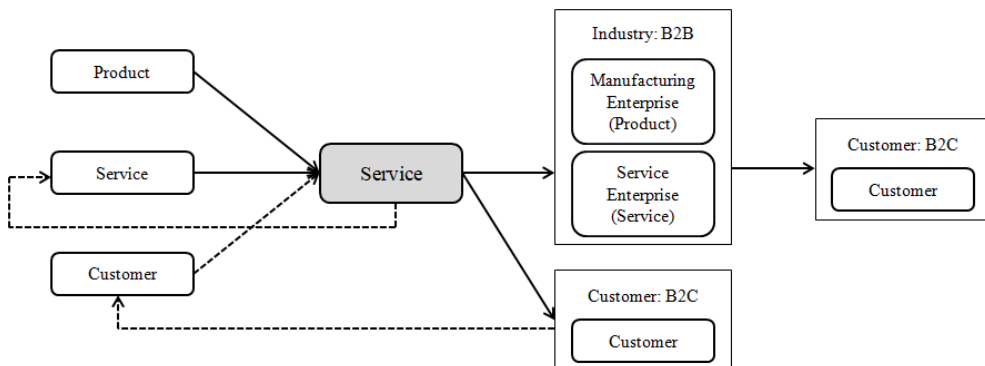 Product
Service
Customer
Service
Industry: B2B
Manufacturing
Enterprise
(Product)
Service
Enterprise
(Service)
Customer: B2C
Customer
Customer: B2C
Customer